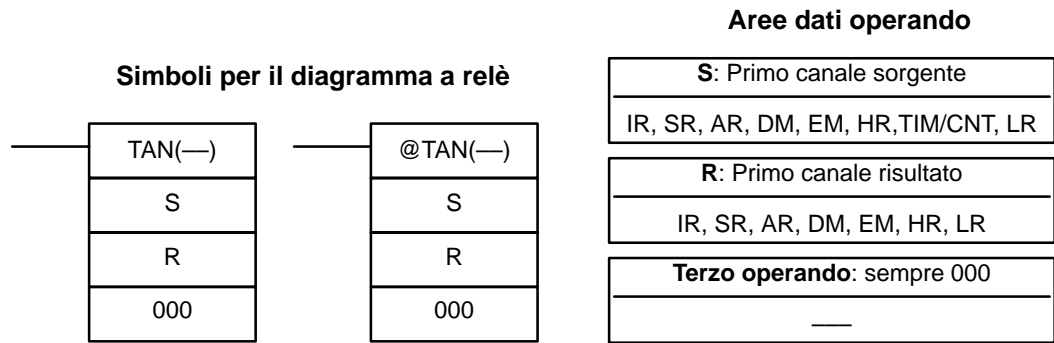 Simboli per il diagramma a relè
TAN(––)
S
R
000
@TAN(––)
S
R
000
Aree dati operando
S: Primo canale sorgente
IR, SR, AR, DM, EM, HR,TIM/CNT, LR
R: Primo canale risultato
IR, SR, AR, DM, EM, HR, LR
Terzo operando: sempre 000
–––